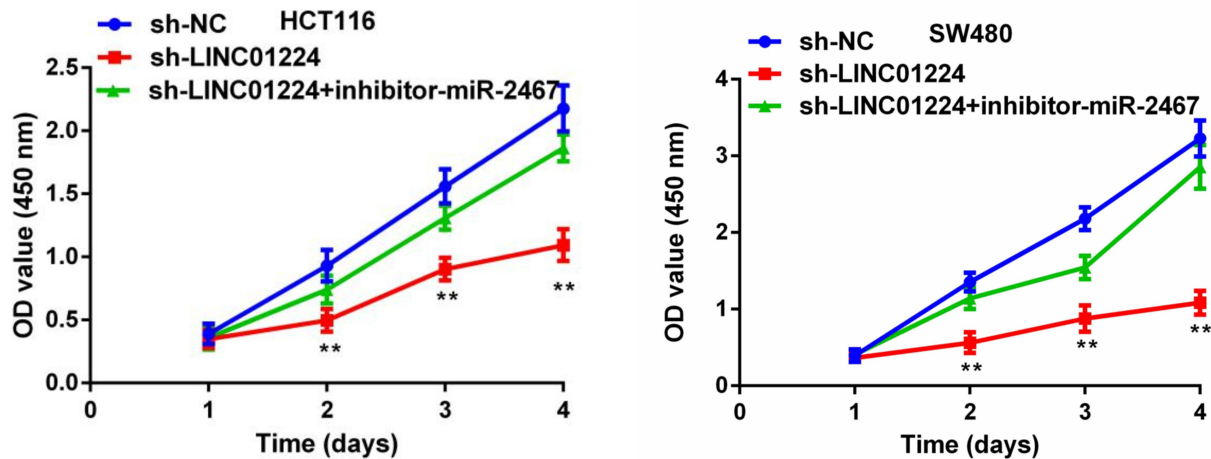 HCT116
sh-NC
sh-LINC01224
sh-LINC01224+inhibitor-miR-2467
OD value (450 nm)
2.5
2.0
1.5
1.0
0.5
0.0
**
**
**
0
1
2
3
4
Time (days)
SW480
sh-NC
sh-LINC01224
sh-LINC01224+inhibitor-miR-2467
OD value (450 nm)
4
3
2
1
0
**
**
**
0
1
2
3
4
Time (days)